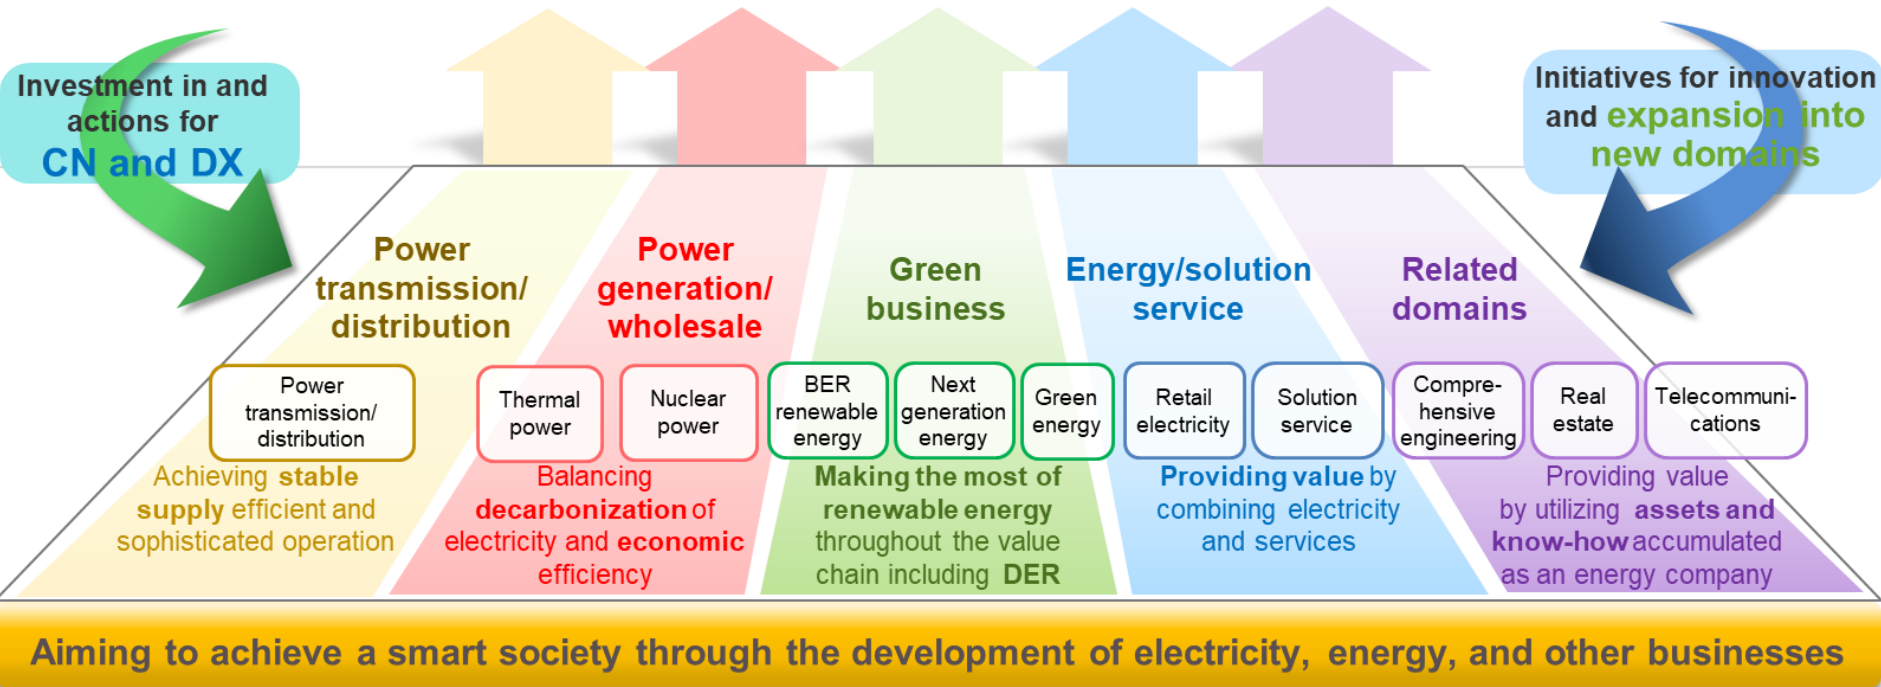 Investment in and
actions for
CN and DX
Initiatives for innovation
and expansion into
new domains
Power
transmission/
distribution
Power
generation/
wholesale
Green
business
Energy/solution
service
Related
domains
Power
transmission/
distribution
Thermal
power
Nuclear
power
BER
renewable
energy
Next
generation
energy
Green
energy
Retail
electricity
Solution
service
Compre-
hensive
engineering
Real
estate
Telecommuni-
cations
Achieving stable
supply efficient and
sophisticated operation
Balancing
decarbonization of
electricity and economic
efficiency
Making the most of
renewable energy
throughout the value
chain including DER
Providing value by
combining electricity
and services
Providing value
by utilizing assets and
know-how accumulated
as an energy company
Aiming to achieve a smart society through the development of electricity, energy, and other businesses